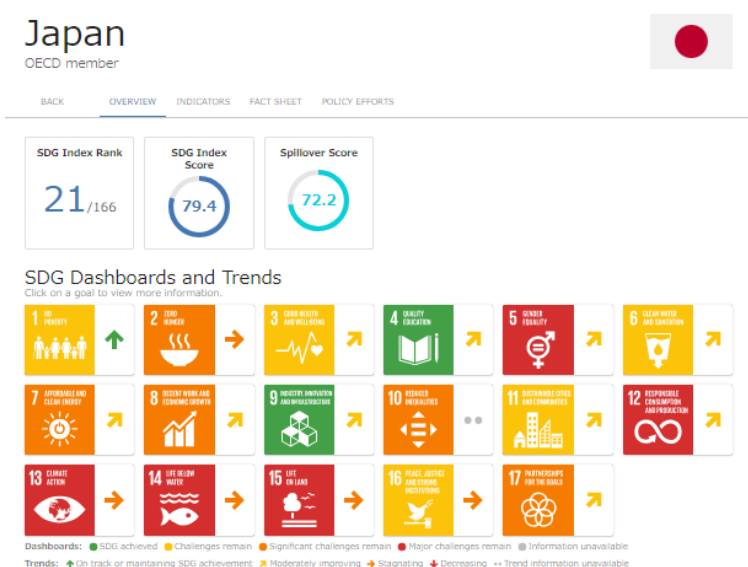 Japan
OECD member
BACK OVERVIEW INDICATORS FACT SHEET POLICY EFFORTS
SDG Index Rank
21/166
SDG Index
Score
79.4
Spillover Score
72.2
SDG Dashboards and Trends
Click on a goal to view more information.
1 NO
POVERTY
2 ZERO
HUNGER
3 GOOD HEALTH
AND WELL-BEING
4 QUALITY
EDUCATION
5 GENDER
EQUALITY
6 CLEAN WATER
AND SANITATION
7 AFFORDABLE AND
CLEAN ENERGY
8 DECENT WORK AND
ECONOMIC GROWTH
9 INDUSTRY, INNOVATION
AND INFRASTRUCTURE
10 REDUCED
INEQUALITIES
11 SUSTAINABLE CITIES
AND COMMUNITIES
12 RESPONSIBLE
CONSUMPTION
AND PRODUCTION
13 CLIMATE
ACTION
14 LIFE BELOW
WATER
15 LIFE
ON LAND
16 PEACE, JUSTICE
AND STRONG
INSTITUTIONS
17 PARTNERSHIPS
FOR THE GOALS
Dashboards: SDG achieved Challenges remain Significant challenges remain Major challenges remain Information unavailable
Trends: On track or maintaining SDG achievement Moderately improving Stagnating Decreasing Trend information unavailable